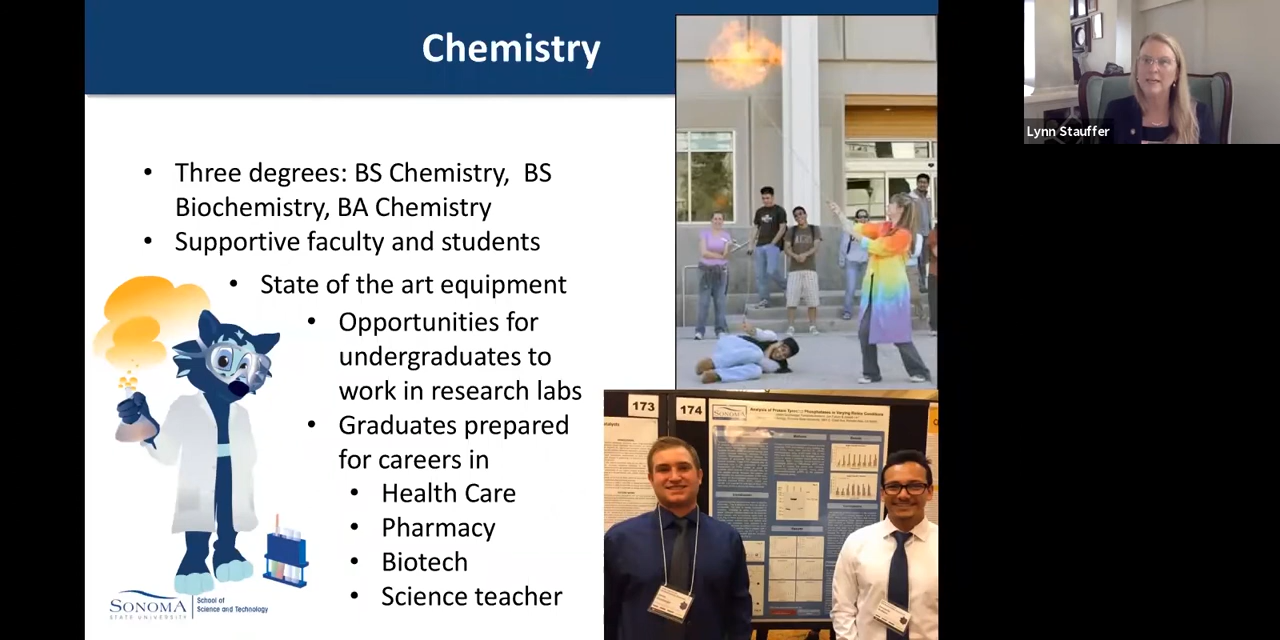 Chemistry
• Three degrees: BS Chemistry,  BS
Biochemistry, BA Chemistry
• Supportive faculty and students
• State of the art equipment
• Opportunities for
undergraduates to
work in research labs
• Graduates prepared
for careers in
• Health Care
• Pharmacy
• Biotech
• Science teacher
SONOMA
STATE UNIVERSITY
School of
Science and Technology
173
174
SONOMA
Lynn Stauffer